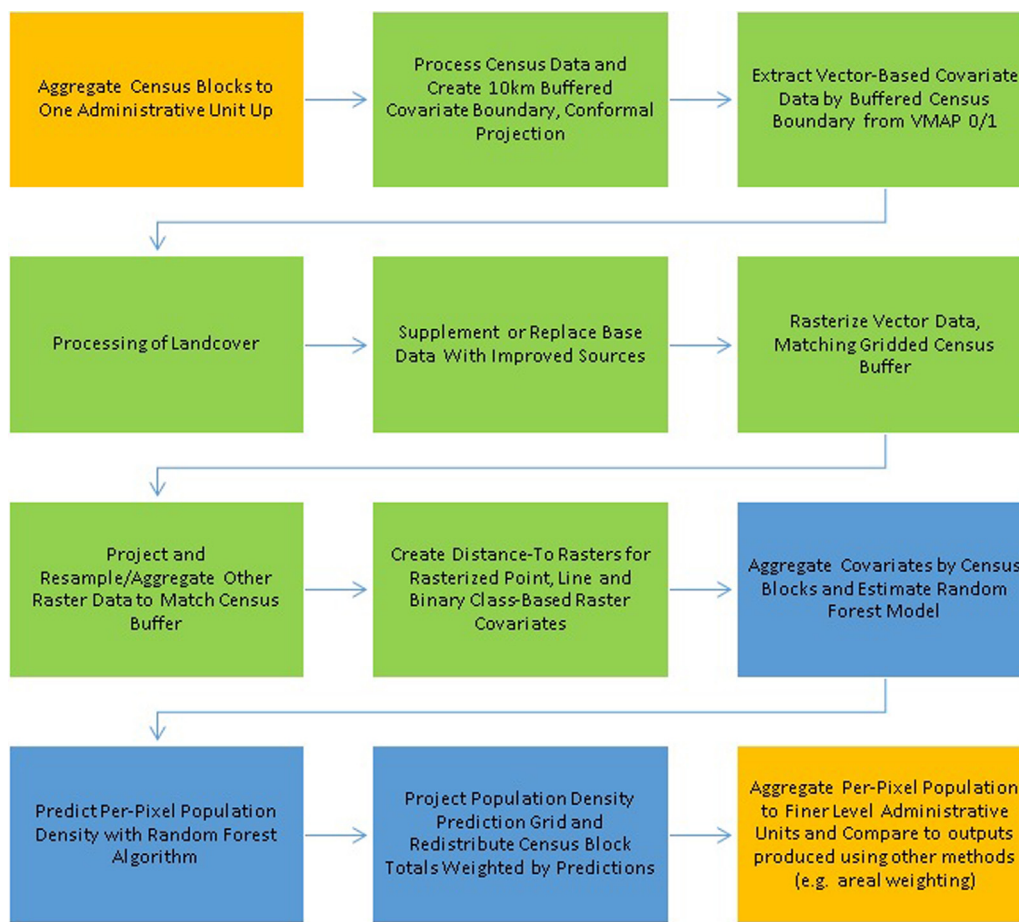 Aggregate Census Blocks to
One Administrative Unit Up
Process Census Data and
Create 10km Buffered
Covariate Boundary, Conformal
Projection
Extract Vector-Based Covariate
Data by Buffered Census
Boundary from VMAP 0/1
Processing of Landcover
Supplement or Replace Base
Data With Improved Sources
Rasterize Vector Data,
Matching Gridded Census
Buffer
Project and
Resample/Aggregate Other
Raster Data to Match Census
Buffer
Create Distance-To Rasters for
Rasterized Point, Line and
Binary Class-Based Raster
Covariates
Aggregate Covariates by Census
Blocks and Estimate Random
Forest Model
Predict Per-Pixel Population
Density with Random Forest
Algorithm
Project Population Density
Prediction Grid and
Redistribute Census Block
Totals Weighted by Predictions
Aggregate Per-Pixel Population
to Finer Level Administrative
Units and Compare to outputs
produced using other methods
(e.g. areal weighting)